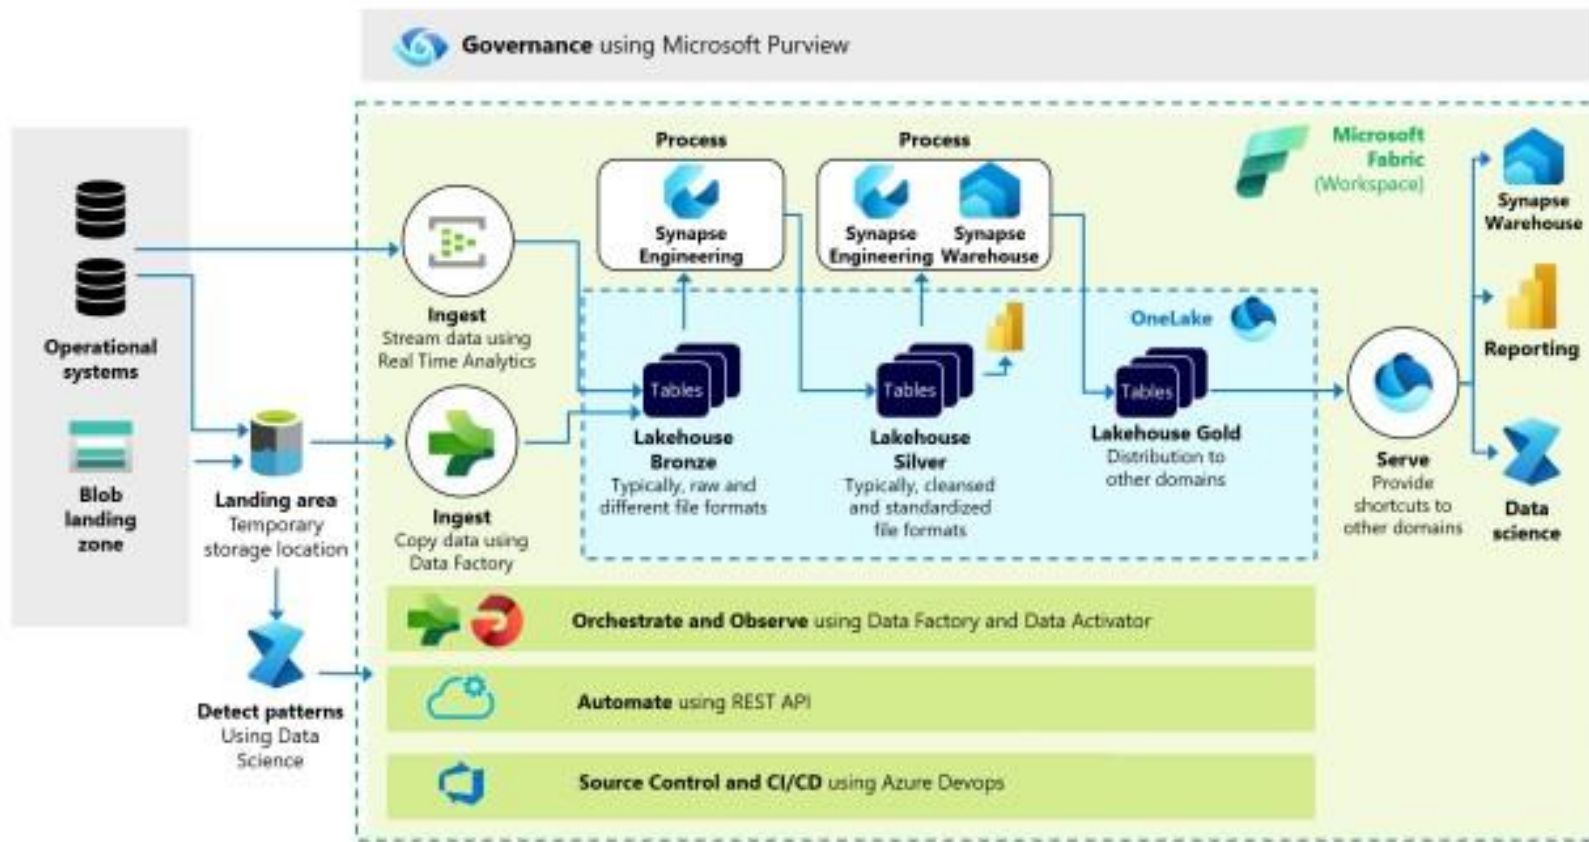 Governance using Microsoft Purview
Operational
systems
Blob
landing
zone
Landing area
Temporary
storage location
Detect patterns
Using Data
Science
Ingest
Stream data using
Real Time Analytics
Ingest
Copy data using
Data Factory
Process
Synapse
Engineering
Process
Synapse
Engineering
Synapse
Warehouse
Microsoft
Fabric
(Workspace)
OneLake
Tables
Lakehouse
Bronze
Typically, raw and
different file formats
Tables
Lakehouse
Silver
Typically, cleansed
and standardized
file formats
Tables
Lakehouse Gold
Distribution to
other domains
Serve
Provide
shortcuts to
other domains
Synapse
Warehouse
Reporting
Data
science
Orchestrate and Observe using Data Factory and Data Activator
Automate using REST API
Source Control and CI/CD using Azure Devops